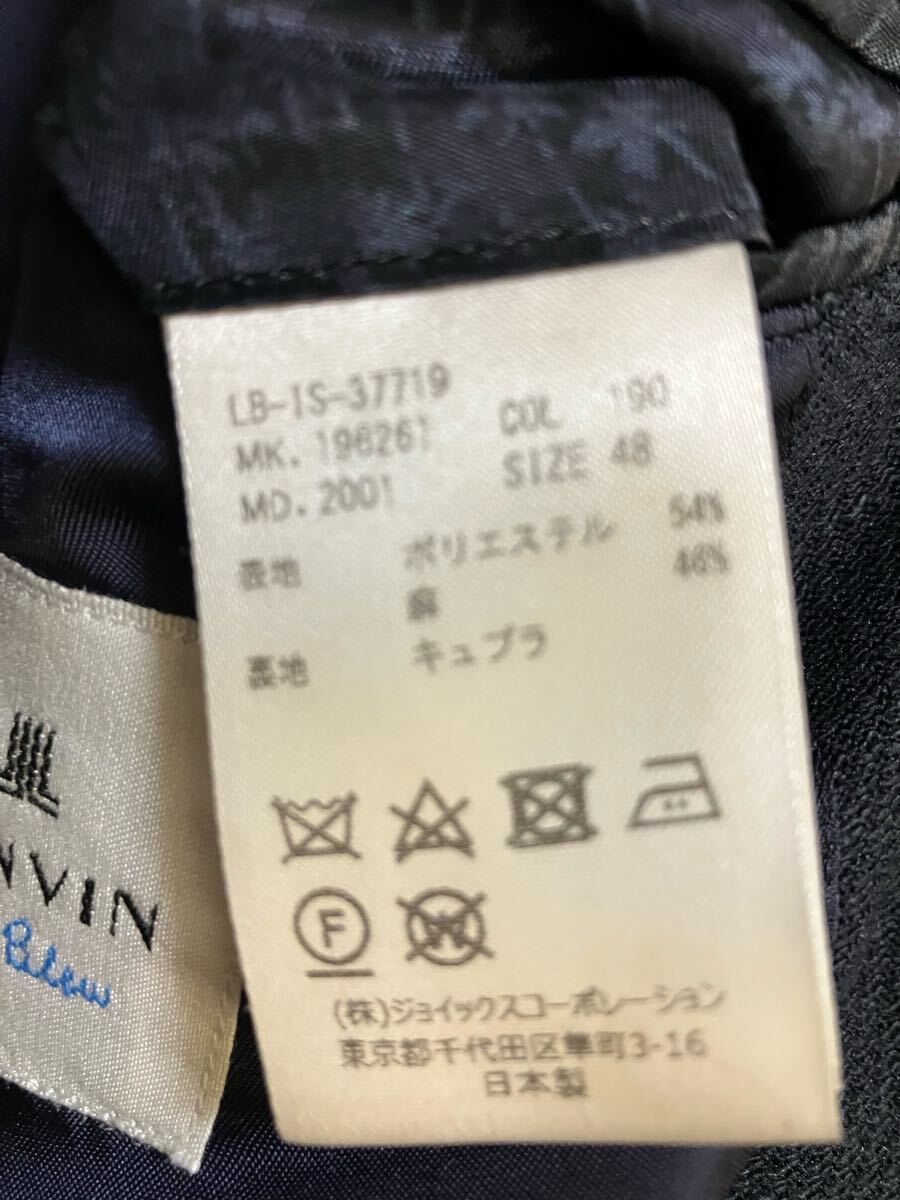 LB-IS-37719
MK. 196261 COL 190
MD. 2001 SIZE 48
表地 ポリエステル 54%
麻 46%
裏地 キュプラ
F
W
(株)ジョイックスコーポレーション
東京都千代田区隼町3-16
日本製
NVIN
Bleu